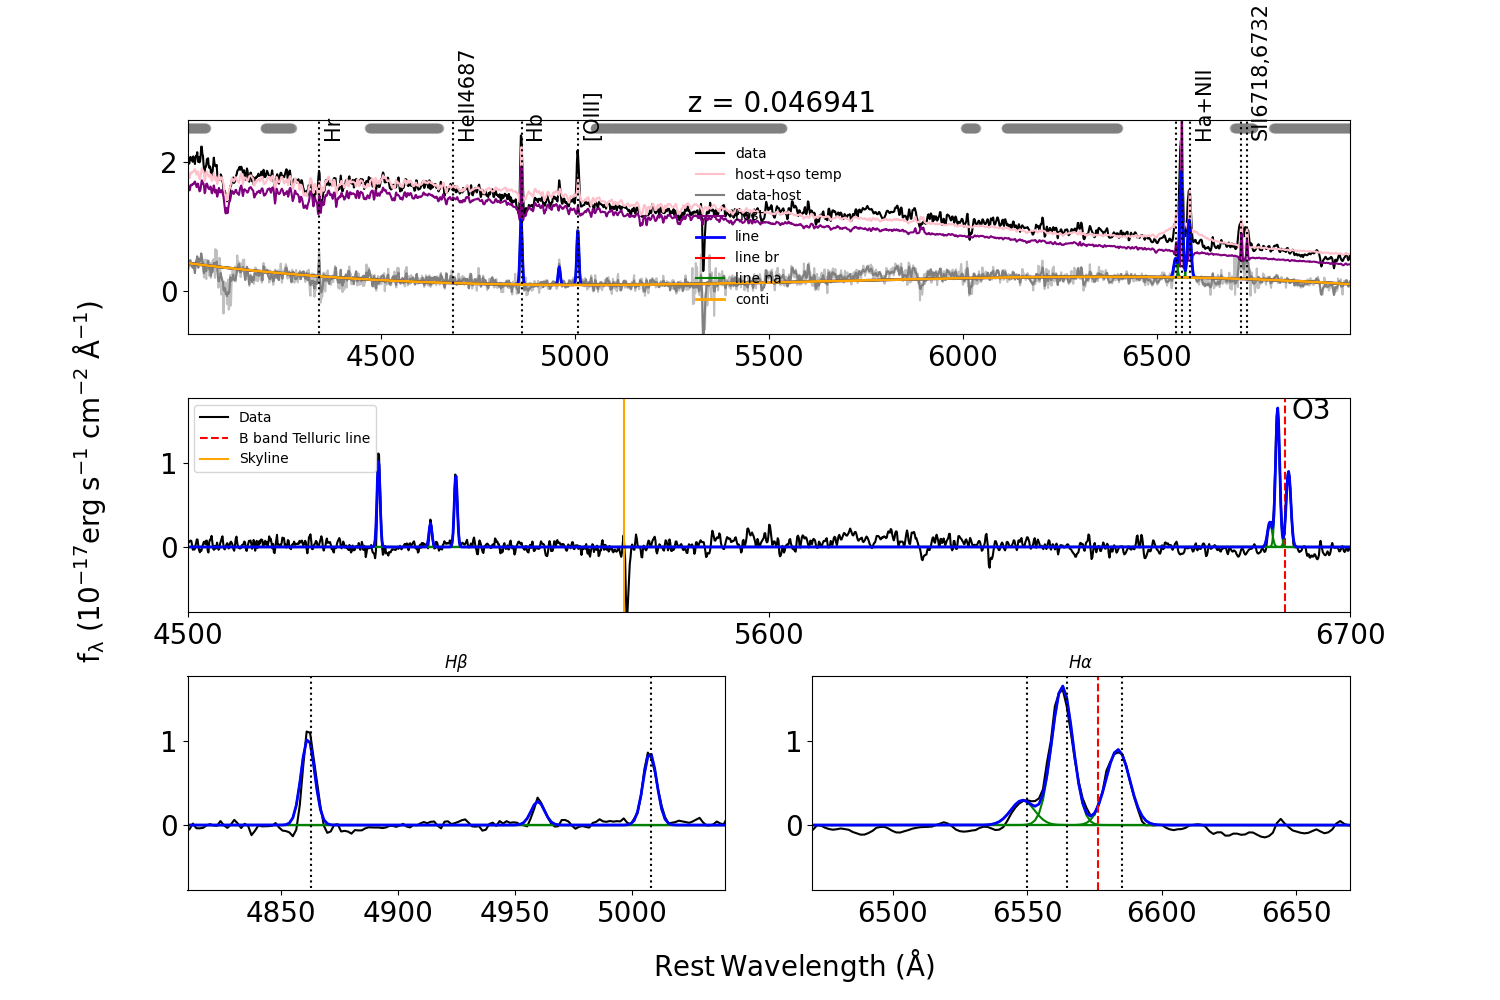 z = 0.046941
Hr
HeII4687
Hb
[OIII]
Ha+NII
SII6718,6732
data
host+qso temp
data-host
line
line br
line na
conti
2
0
4500 5000 5500 6000 6500
fλ (10⁻¹⁷erg s⁻¹ cm⁻² Å⁻¹)
Data
B band Telluric line
Skyline
O3
1
0
4500 5600 6700
Hβ
1
0
4850 4900 4950 5000
Hα
1
0
6500 6550 6600 6650
Rest Wavelength (Å)